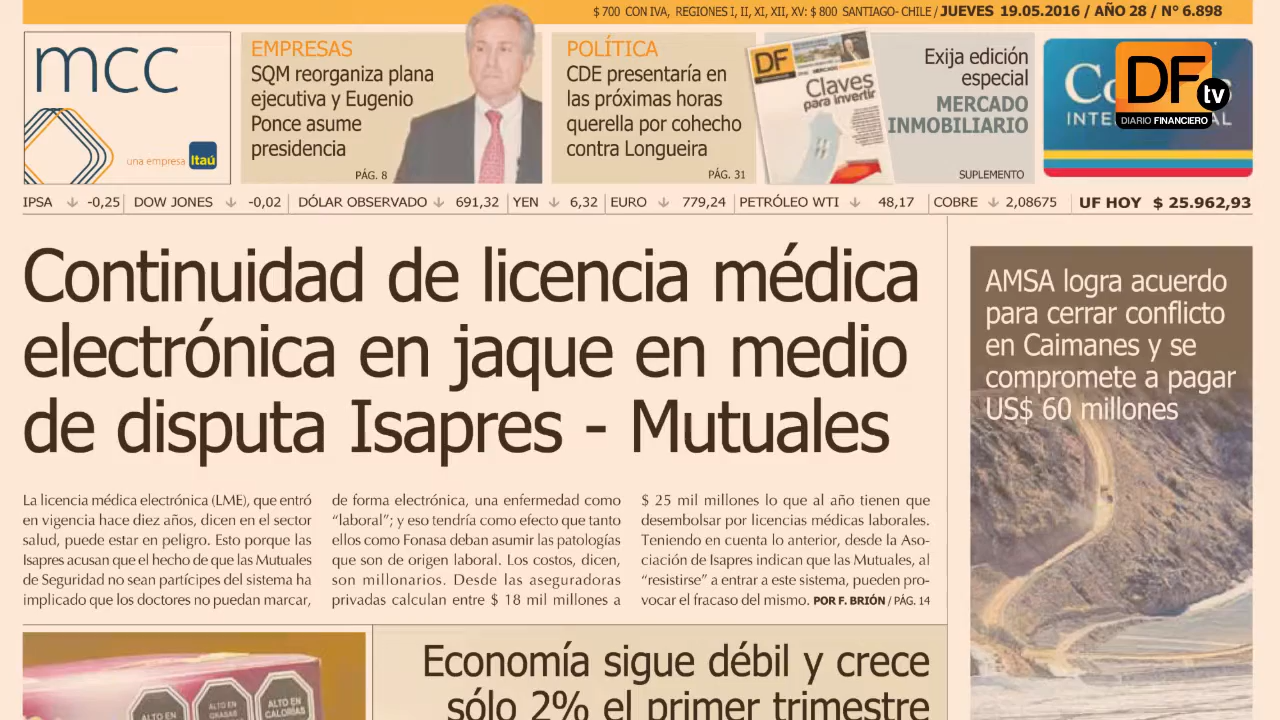 $ 700 CON IVA, REGIONES I, II, XI, XII, XV: $ 800 SANTIAGO- CHILE / JUEVES 19.05.2016 / AÑO 28 / N° 6.898
mcc
una empresa Itaú
EMPRESAS
SQM reorganiza plana
ejecutiva y Eugenio
Ponce asume
presidencia
PÁG. 8
POLÍTICA
CDE presentaría en
las próximas horas
querella por cohecho
contra Longueira
PÁG. 31
DF
Claves
para invertir
Exija edición
especial
MERCADO
INMOBILIARIO
SUPLEMENTO
DF tv
DIARIO FINANCIERO
IPSA -0,25 DOW JONES -0,02 DÓLAR OBSERVADO 691,32 YEN 6,32 EURO 779,24 PETRÓLEO WTI 48,17 COBRE 2,08675 UF HOY $ 25.962,93
Continuidad de licencia médica
electrónica en jaque en medio
de disputa Isapres - Mutuales
La licencia médica electrónica (LME), que entró
en vigencia hace diez años, dicen en el sector
salud, puede estar en peligro. Esto porque las
Isapres acusan que el hecho de que las Mutuales
de Seguridad no sean partícipes del sistema ha
implicado que los doctores no puedan marcar,
de forma electrónica, una enfermedad como
“laboral”; y eso tendría como efecto que tanto
ellos como Fonasa deban asumir las patologías
que son de origen laboral. Los costos, dicen,
son millonarios. Desde las aseguradoras
privadas calculan entre $ 18 mil millones a
$ 25 mil millones lo que al año tienen que
desembolsar por licencias médicas laborales.
Teniendo en cuenta lo anterior, desde la Aso-
ciación de Isapres indican que las Mutuales, al
“resistirse” a entrar a este sistema, pueden pro-
vocar el fracaso del mismo. POR F. BRIÓN / PÁG. 14
AMSA logra acuerdo
para cerrar conflicto
en Caimanes y se
compromete a pagar
US$ 60 millones
ALTO EN
ALTO EN
GRASAS
ALTO EN
CALORÍAS
Economía sigue débil y crece
sólo 2% el primer trimestre